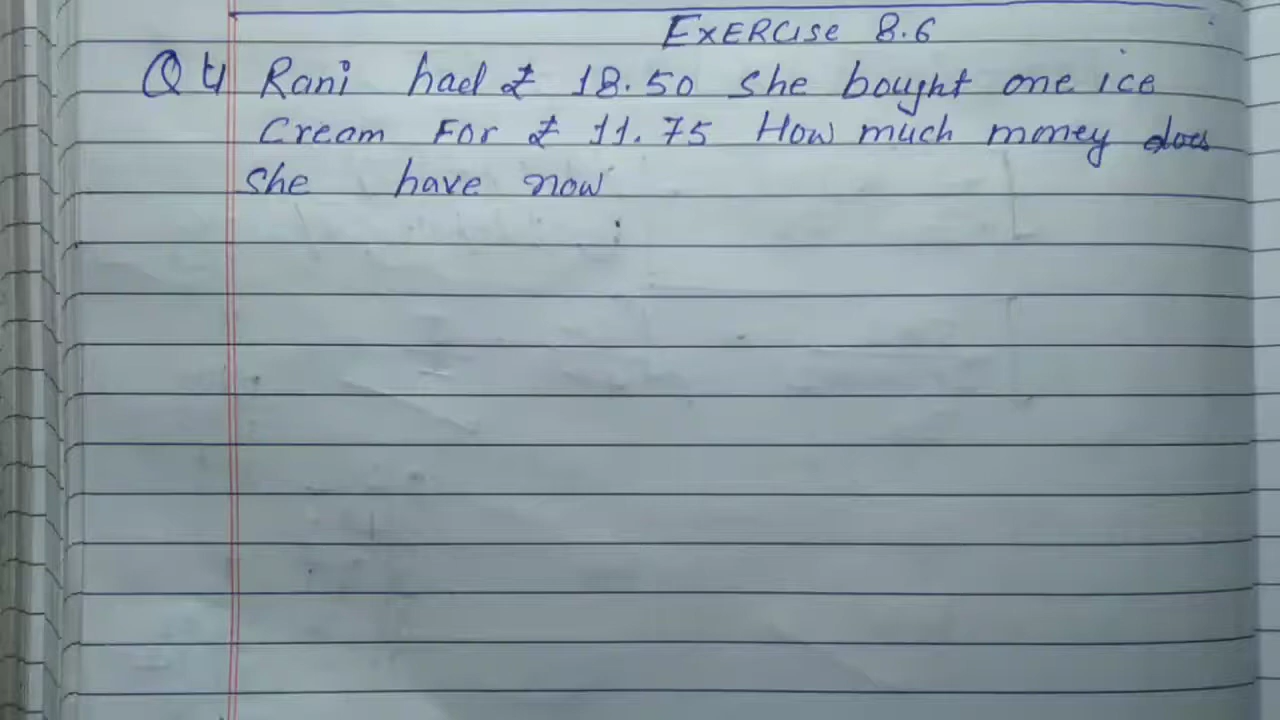 EXERCISE 8.6
Q4 Rani had ₹ 18.50 She bought one ice
Cream For ₹ 11.75 How much money does
She have now